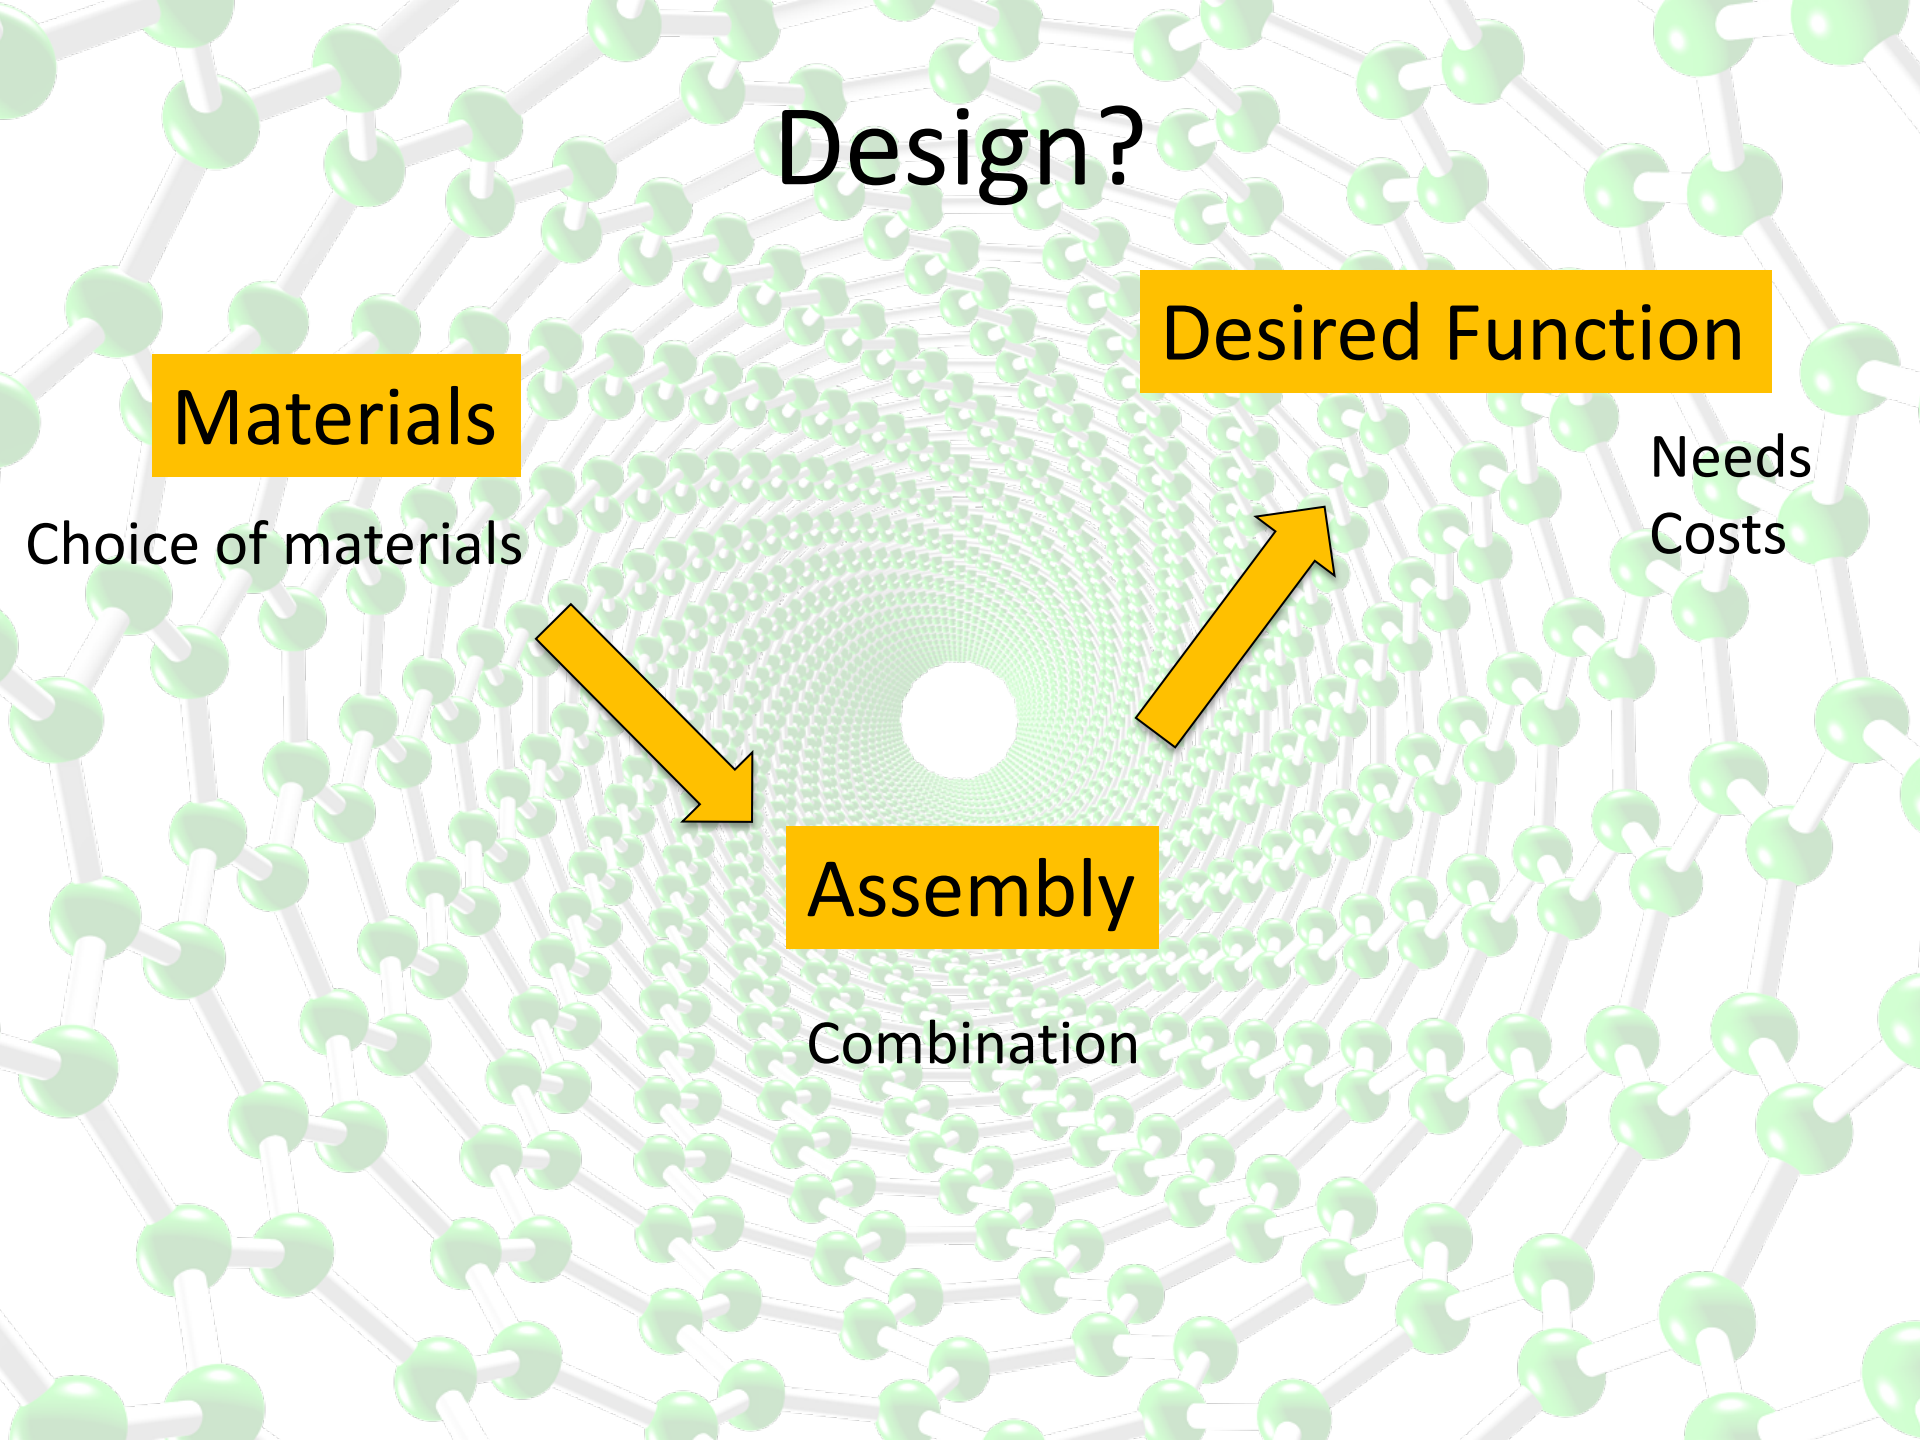 Design?
Desired Function
Materials
Needs
Costs
Choice of materials
Assembly
Combination